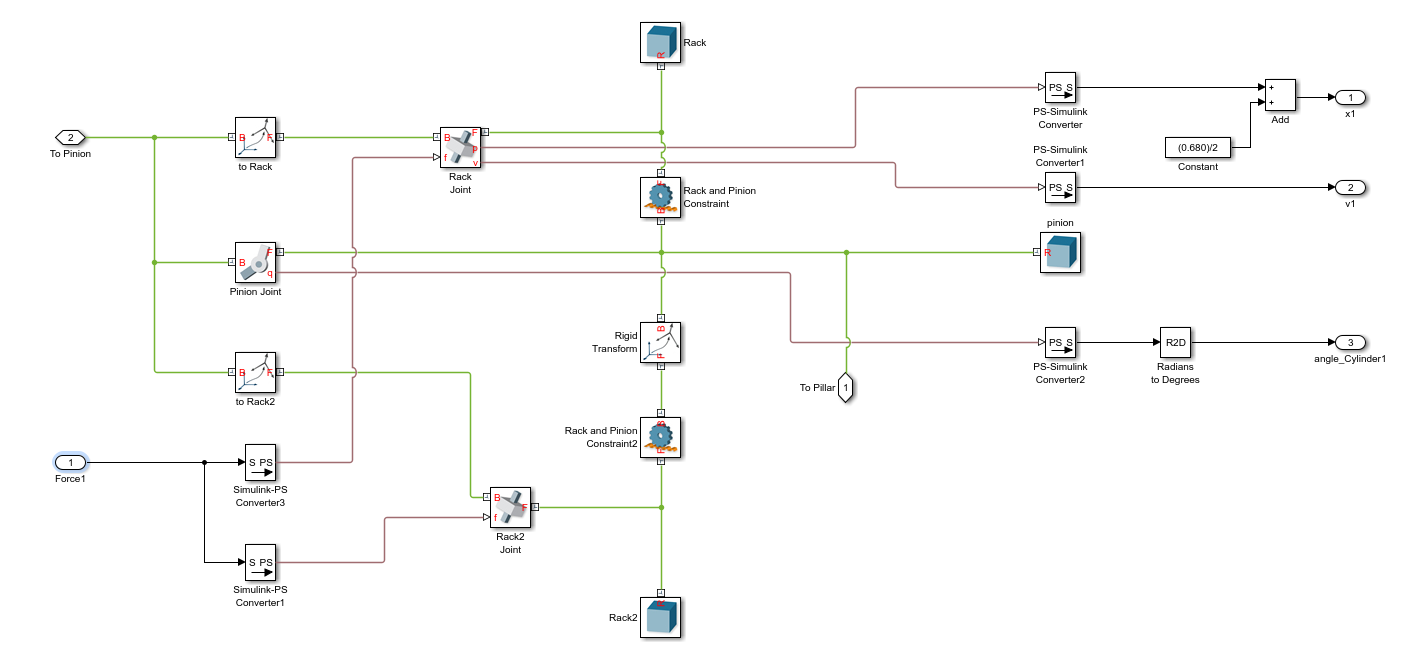 R
Rack
PS S
PS-Simulink
Converter
+
+
Add
1
x1
2
To Pinion
B F
to Rack
B F
f p
v
Rack
Joint
(0.680)/2
Constant
PS-Simulink
Converter1
PS S
2
v1
F
B
Rack and Pinion
Constraint
pinion
R
F
B
q
Pinion Joint
B
F
Rigid
Transform
PS S
PS-Simulink
Converter2
R2D
Radians
to Degrees
3
angle_Cylinder1
B F
to Rack2
To Pillar
1
B
F
Rack and Pinion
Constraint2
1
Force1
S PS
Simulink-PS
Converter3
B F
f
Rack2
Joint
S PS
Simulink-PS
Converter1
R
Rack2